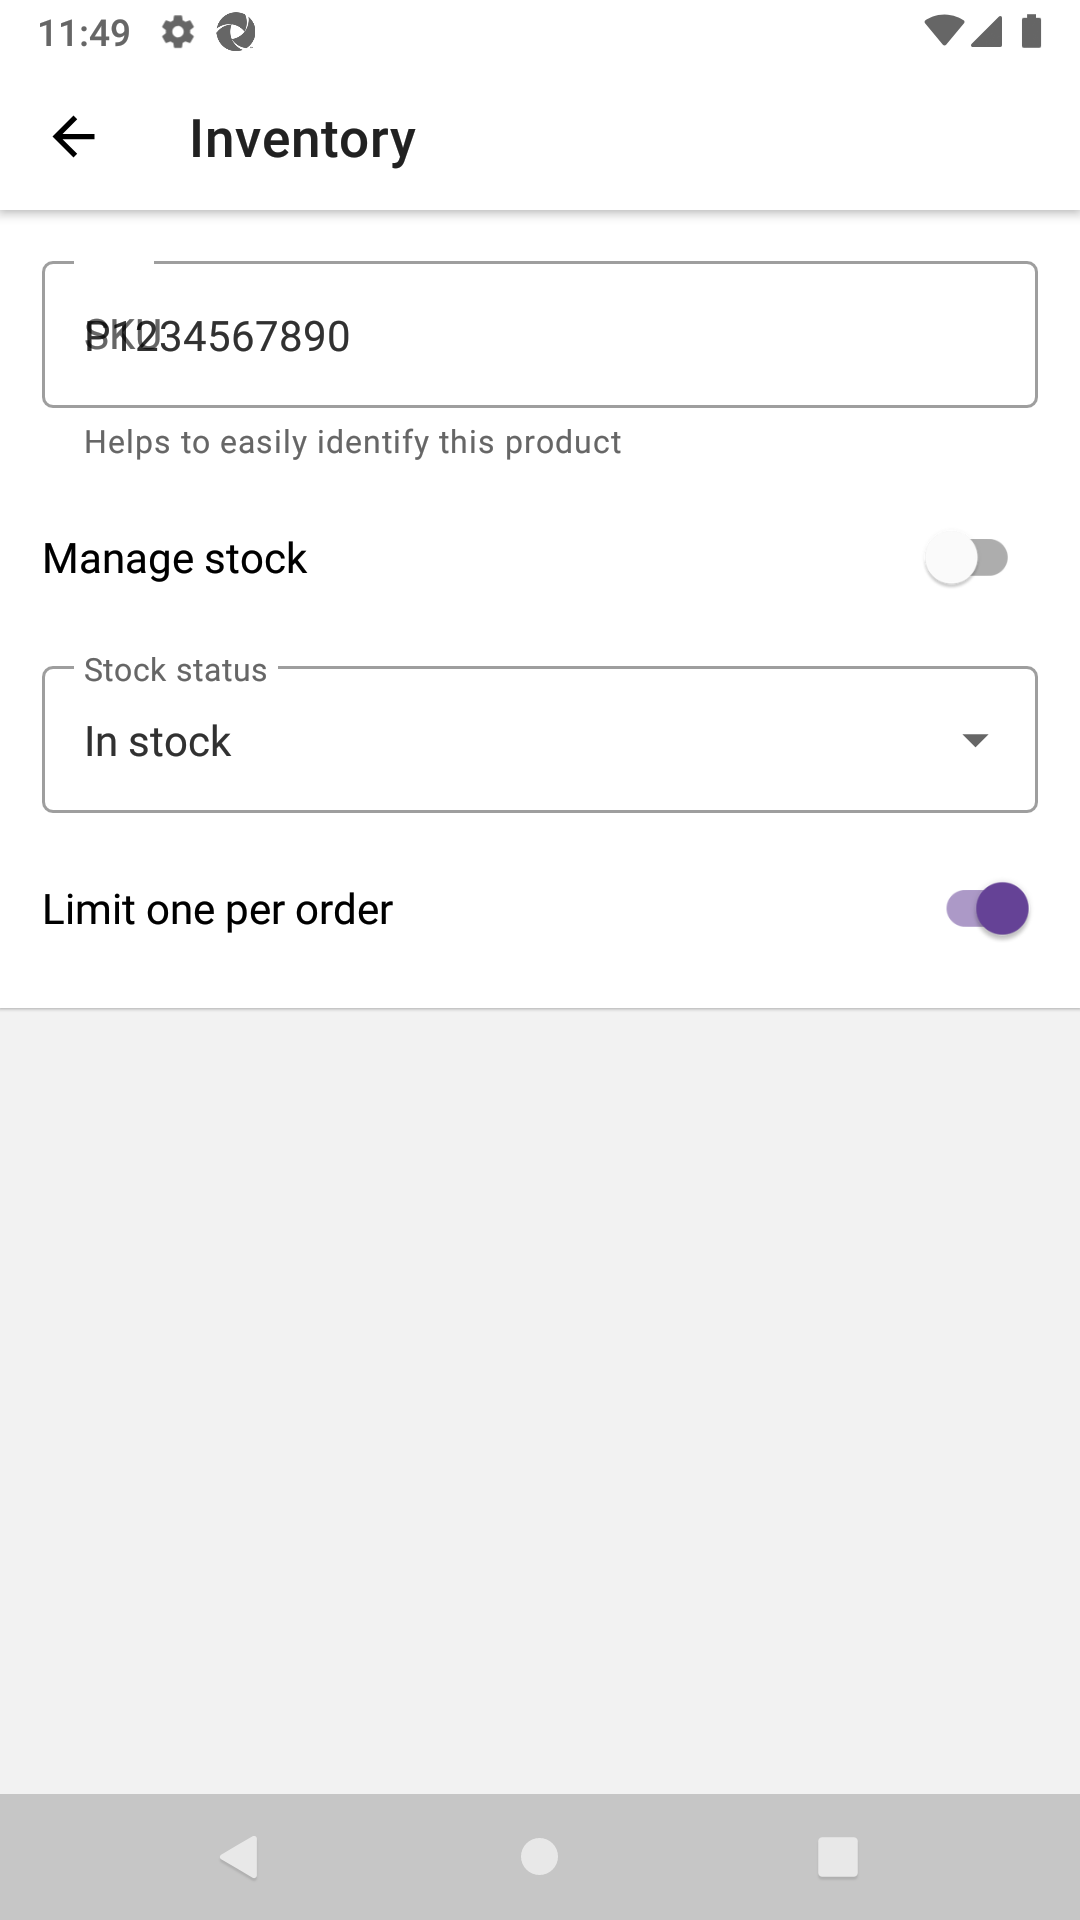 11:49
Inventory
SKU
P1234567890
Helps to easily identify this product
Manage stock
Stock status
In stock
Limit one per order